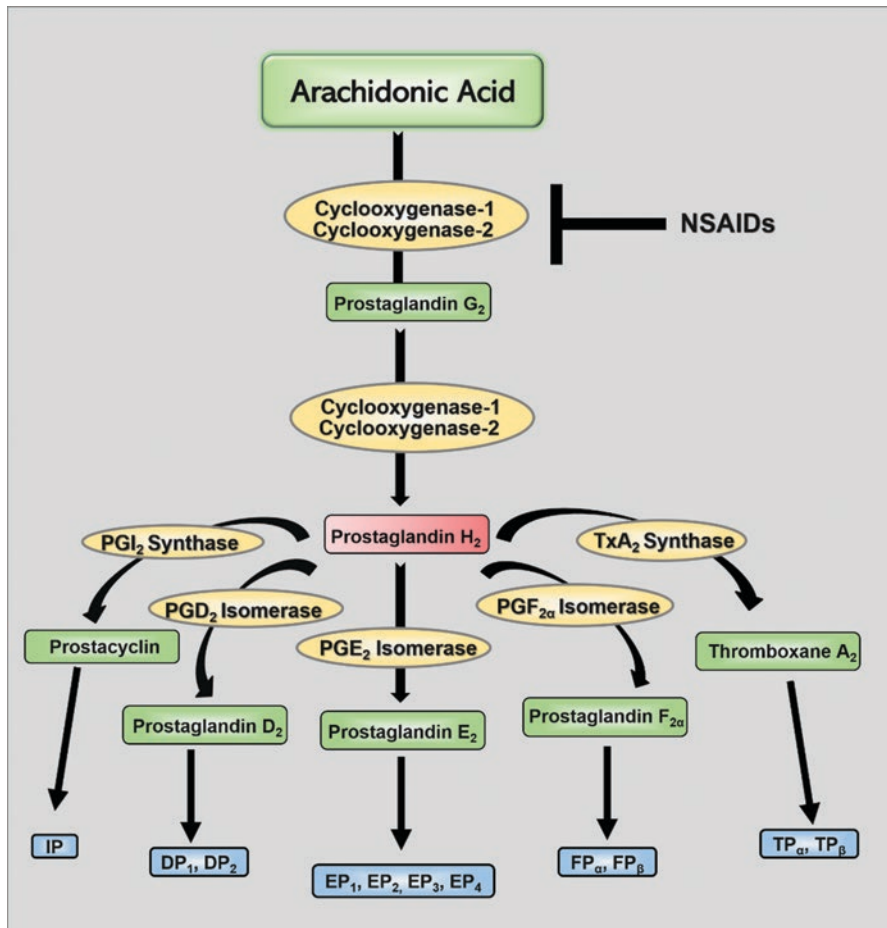 Arachidonic Acid
Cyclooxygenase-1
Cyclooxygenase-2
NSAIDs
Prostaglandin G₂
Cyclooxygenase-1
Cyclooxygenase-2
Prostaglandin H₂
PGI₂ Synthase
TxA₂ Synthase
PGD₂ Isomerase
PGF₂α Isomerase
PGE₂ Isomerase
Prostacyclin
Thromboxane A₂
Prostaglandin D₂
Prostaglandin E₂
Prostaglandin F₂α
IP
DP₁, DP₂
EP₁, EP₂, EP₃, EP₄
FPα, FPβ
TPα, TPβ